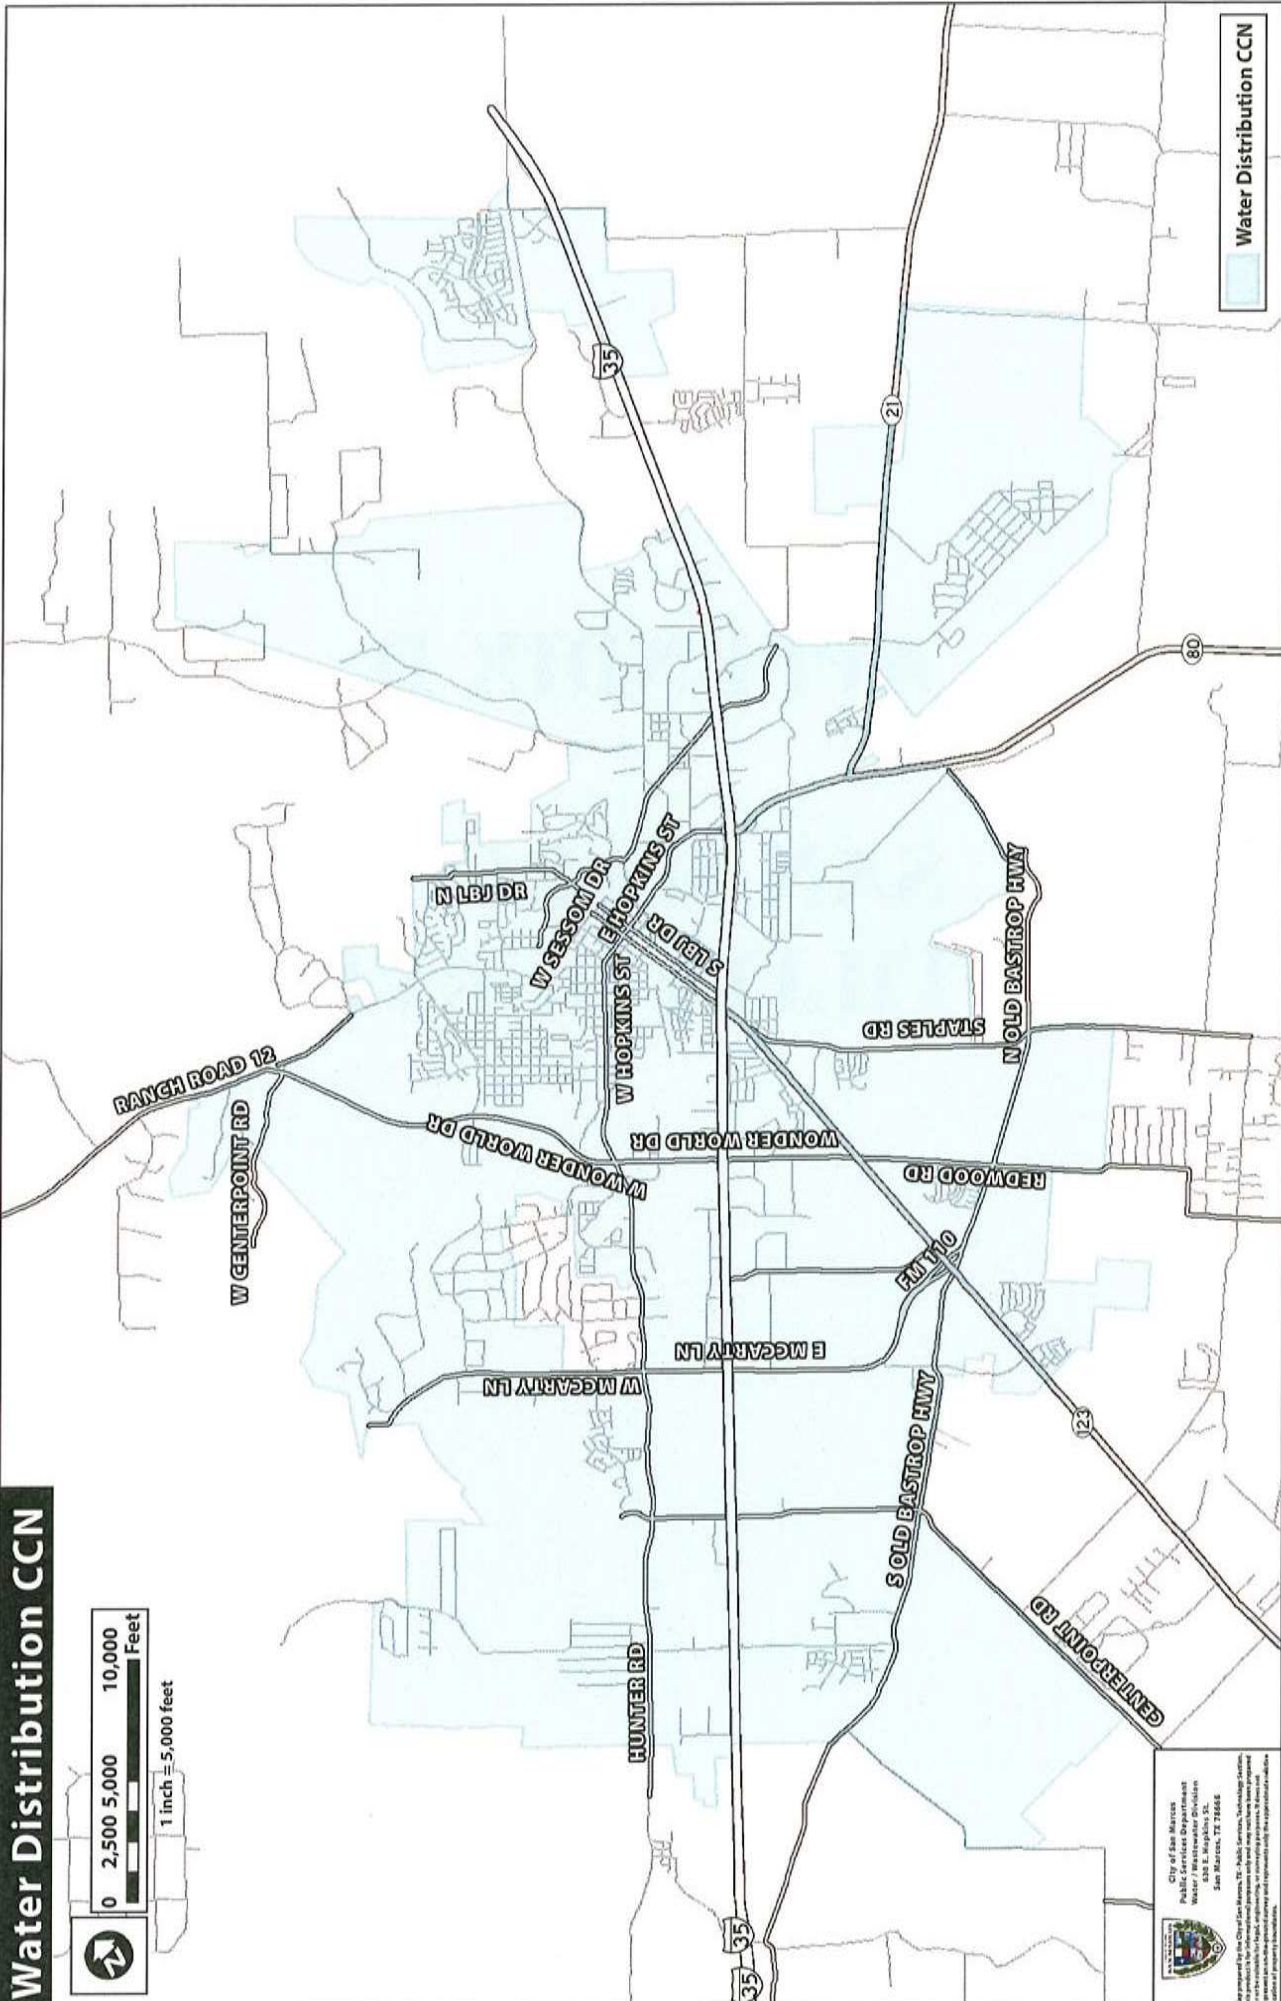 Water Distribution CCN
N
0 2,500 5,000 10,000
Feet
1 inch = 5,000 feet
RANCH ROAD 12
W CENTERPOINT RD
N LBJ DR
W SESSOM DR
E HOPKINS ST
S LBJ DR
W HOPKINS ST
W WONDER WORLD DR
WONDER WORLD DR
STAPLES RD
N OLD BASTROP HWY
REDWOOD RD
FM 110
W MCCARTY LN
E MCCARTY LN
HUNTER RD
S OLD BASTROP HWY
CENTERPOINT RD
35
21
80
123
35
35
Water Distribution CCN
City of San Marcos
Public Services Department
Water / Wastewater Division
630 E. Hopkins St.
San Marcos, TX 78666